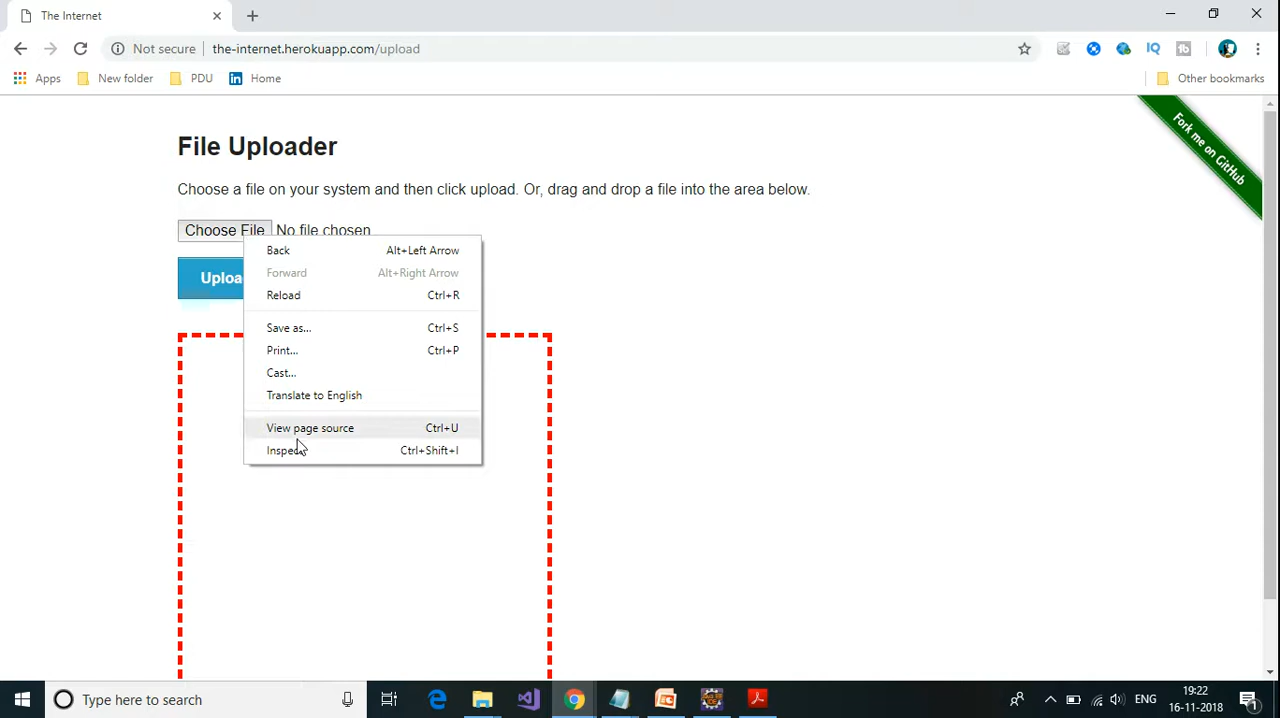 The Internet
Not secure
the-internet.herokuapp.com/upload
IQ
Apps
New folder
PDU
in
Home
Other bookmarks
Fork me on GitHub
File Uploader
Choose a file on your system and then click upload. Or, drag and drop a file into the area below.
Choose File
No file chosen
Uploa
Back Alt+Left Arrow
Forward Alt+Right Arrow
Reload Ctrl+R
Save as... Ctrl+S
Print... Ctrl+P
Cast...
Translate to English
View page source Ctrl+U
Inspect Ctrl+Shift+I
Type here to search
ENG
19:22
16-11-2018
1